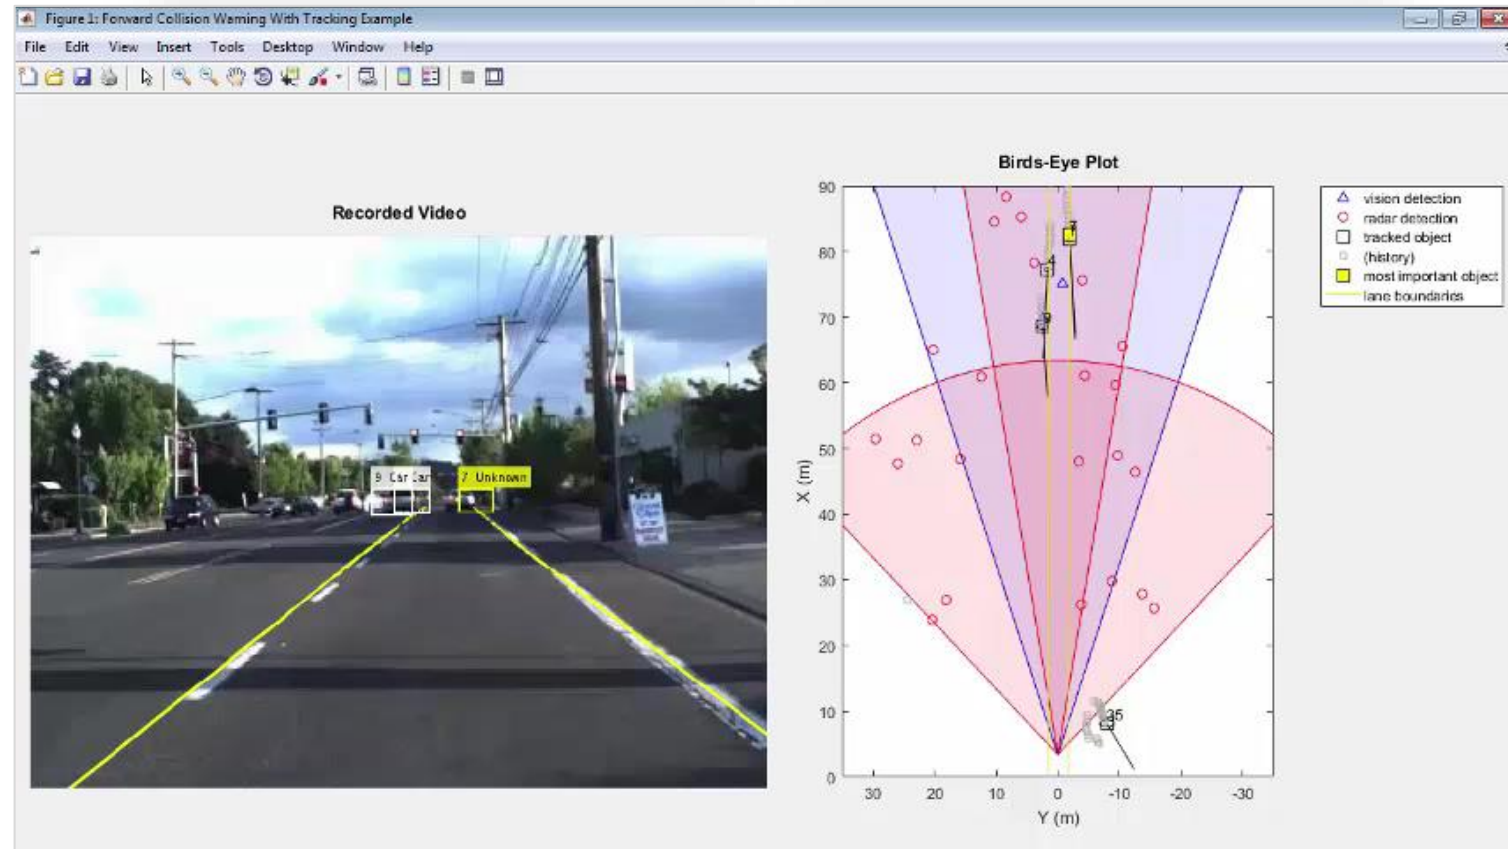 Figure 1: Forward Collision Warning With Tracking Example
File Edit View Insert Tools Desktop Window Help
Recorded Video
9 Car Car
7 Unknown
Birds-Eye Plot
90
80
70
60
50
40
30
20
10
0
X (m)
7
4
9
35
30 20 10 0 -10 -20 -30
Y (m)
vision detection
radar detection
tracked object
(history)
most important object
lane boundaries